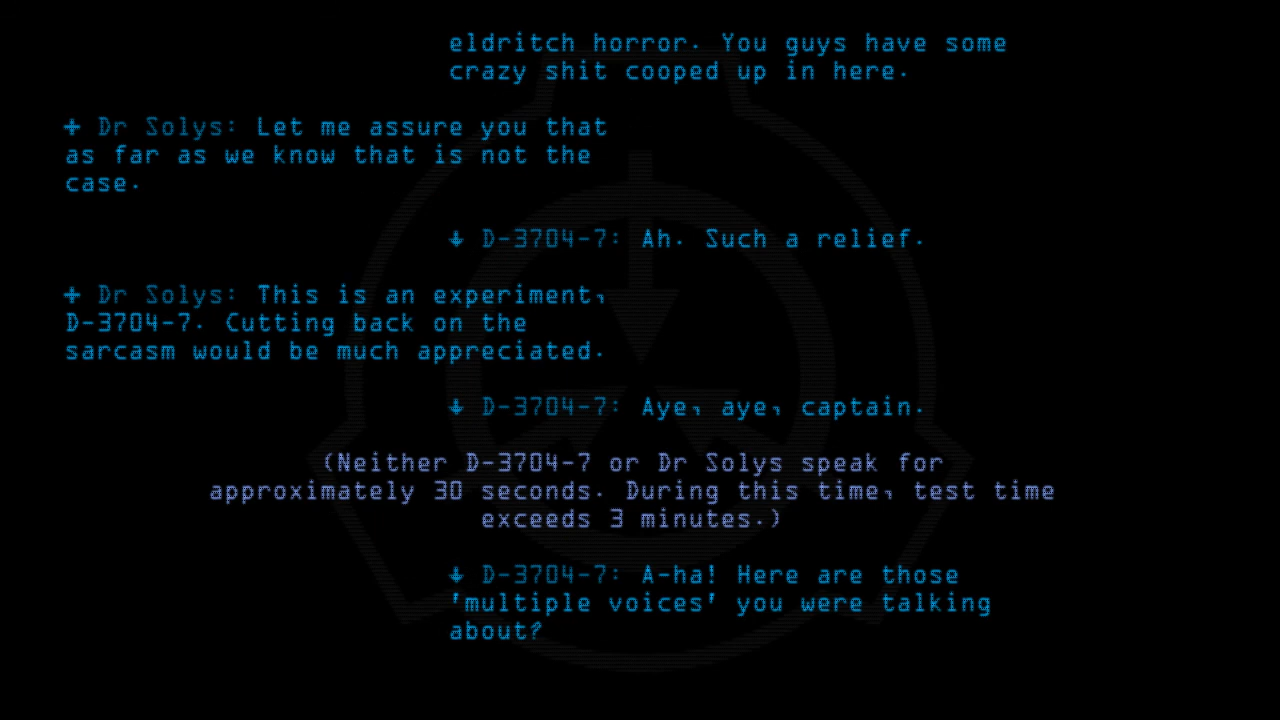 eldritch horror. You guys have some
crazy shit cooped up in here.
+ Dr Solys: Let me assure you that
as far as we know that is not the
case.
↓ D-3704-7: Ah. Such a relief.
+ Dr Solys: This is an experiment,
D-3704-7. Cutting back on the
sarcasm would be much appreciated.
↓ D-3704-7: Aye, aye, captain.
(Neither D-3704-7 or Dr Solys speak for
approximately 30 seconds. During this time, test time
exceeds 3 minutes.)
↓ D-3704-7: A-ha! Here are those
'multiple voices' you were talking
about?